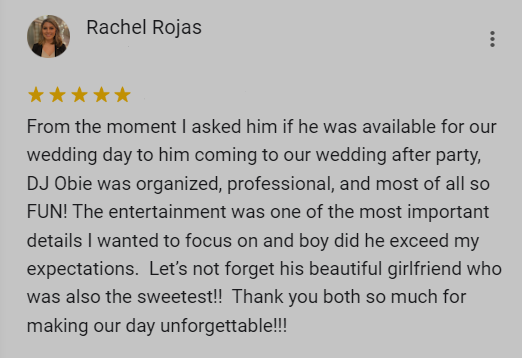 Rachel Rojas
From the moment I asked him if he was available for our
wedding day to him coming to our wedding after party,
DJ Obie was organized, professional, and most of all so
FUN! The entertainment was one of the most important
details I wanted to focus on and boy did he exceed my
expectations.  Let’s not forget his beautiful girlfriend who
was also the sweetest!!  Thank you both so much for
making our day unforgettable!!!